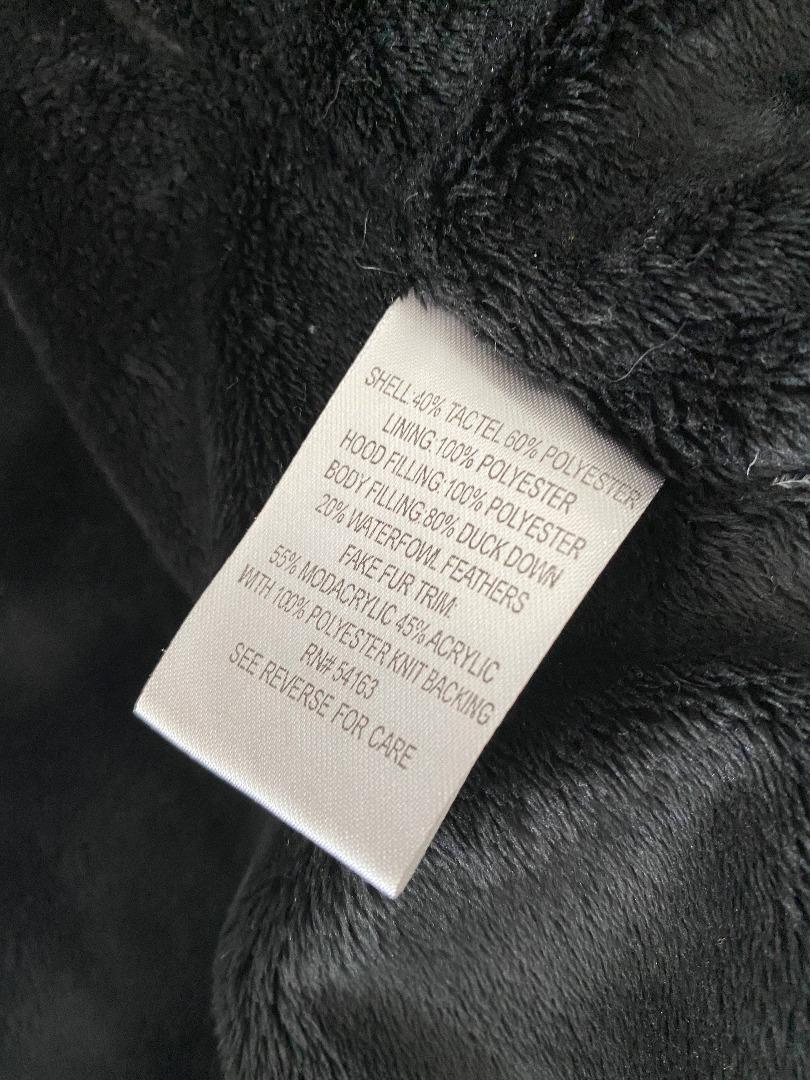 SHELL:40% TACTEL 60% POLYESTER
LINING:100% POLYESTER
HOOD FILLING:100% POLYESTER
BODY FILLING:80% DUCK DOWN
20% WATERFOWL FEATHERS
FAKE FUR TRIM:
55% MODACRYLIC 45% ACRYLIC
WITH 100% POLYESTER KNIT BACKING
RN# 54163
SEE REVERSE FOR CARE